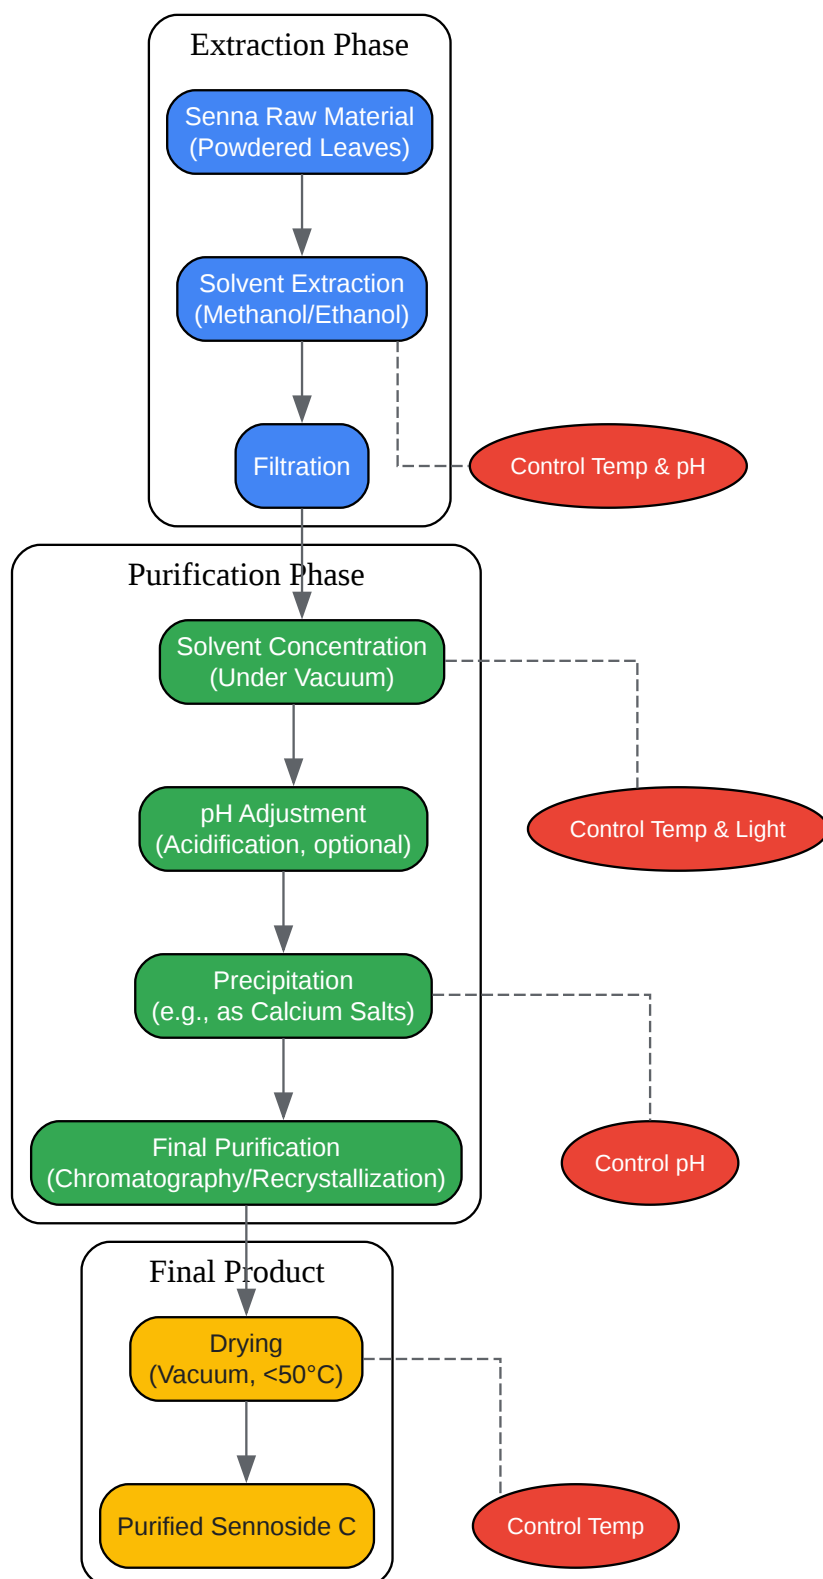 Extraction Phase
Senna Raw Material
(Powdered Leaves)
Solvent Extraction
(Methanol/Ethanol)
Filtration
Control Temp & pH
Purification Phase
Solvent Concentration
(Under Vacuum)
pH Adjustment
(Acidification, optional)
Control Temp & Light
Precipitation
(e.g., as Calcium Salts)
Final Purification
(Chromatography/Recrystallization)
Control pH
Final Product
Drying
(Vacuum, <50°C)
Purified Sennoside C
Control Temp